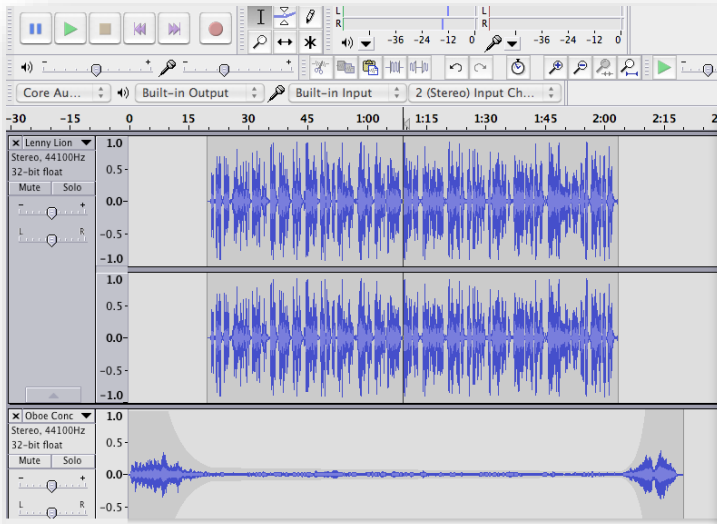 L
R
-36 -24 -12 0
L
R
-36 -24 -12 0
- +
- +
Core Au... Built-in Output Built-in Input 2 (Stereo) Input Ch...
-30 -15 0 15 30 45 1:00 1:15 1:30 1:45 2:00 2:15 2
Lenny Lion
Stereo, 44100Hz
32-bit float
Mute Solo
- +
L R
1.0
0.5-
0.0-
-0.5-
-1.0
1.0
0.5-
0.0-
-0.5-
-1.0
Oboe Conc
Stereo, 44100Hz
32-bit float
Mute Solo
- +
L R
1.0
0.5-
0.0-
-0.5-